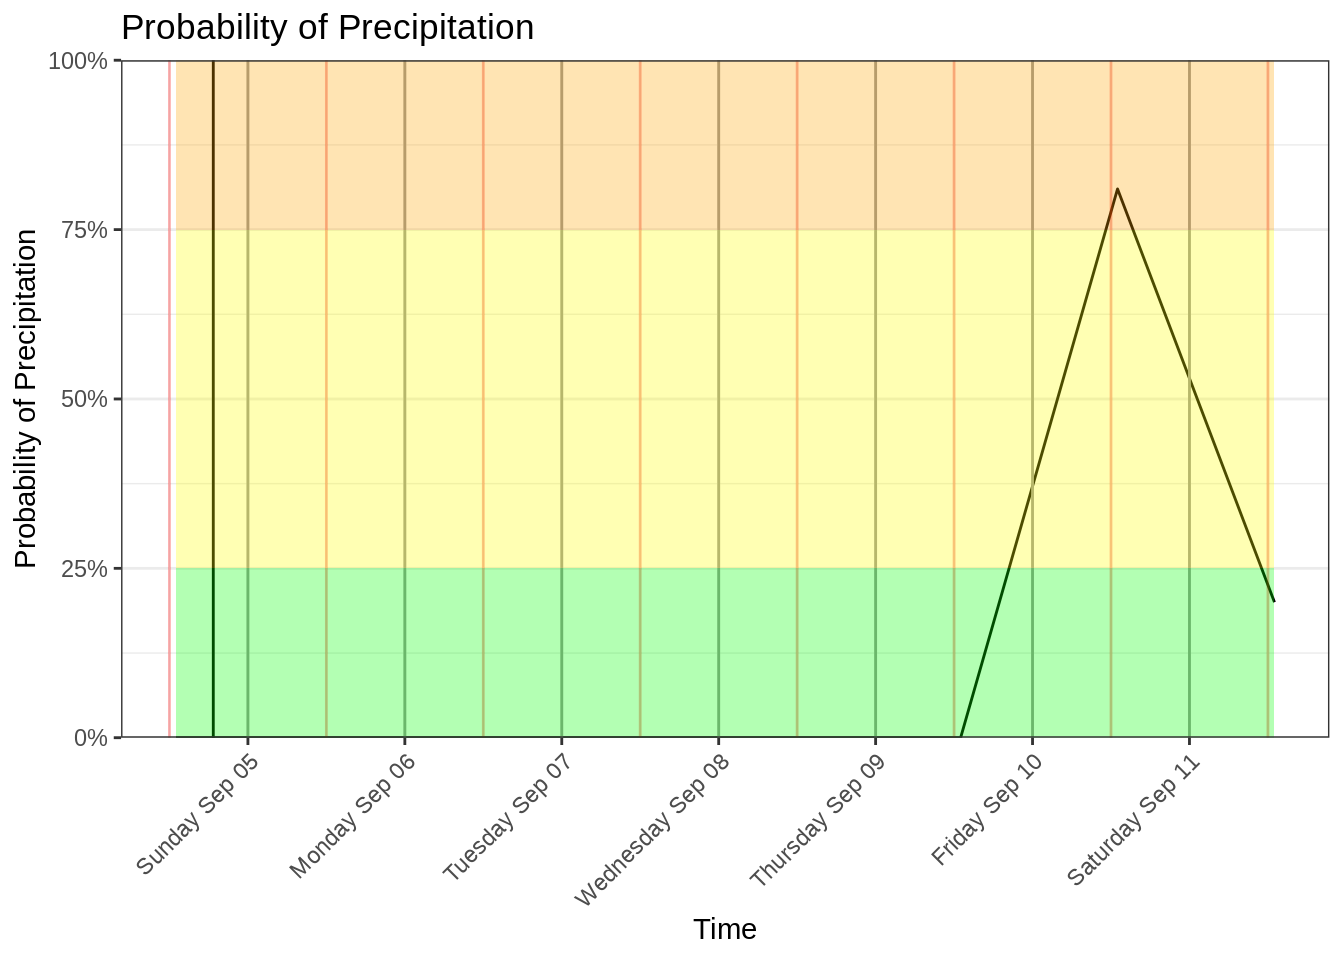 Probability of Precipitation
Probability of Precipitation
100%
75%
50%
25%
0%
Sunday Sep 05
Monday Sep 06
Tuesday Sep 07
Wednesday Sep 08
Thursday Sep 09
Friday Sep 10
Saturday Sep 11
Time